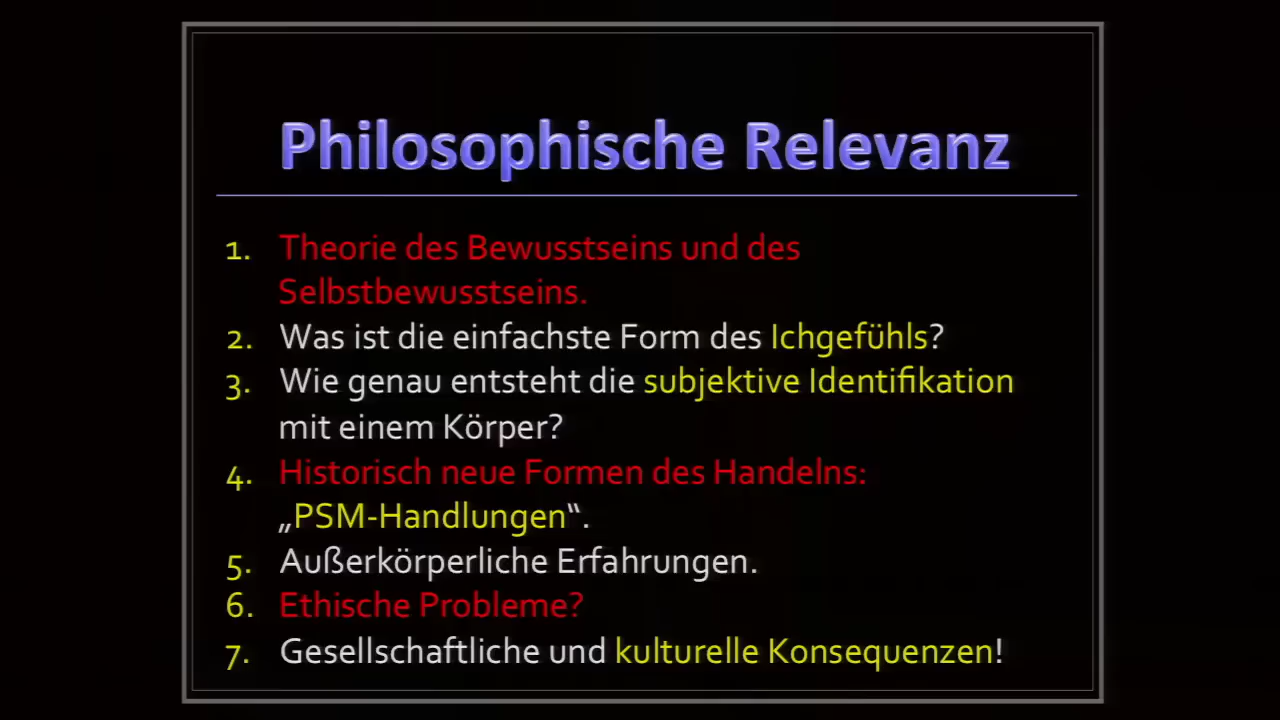 Philosophische Relevanz
1. Theorie des Bewusstseins und des
Selbstbewusstseins.
2. Was ist die einfachste Form des Ichgefühls?
3. Wie genau entsteht die subjektive Identifikation
mit einem Körper?
4. Historisch neue Formen des Handelns:
„PSM-Handlungen“.
5. Außerkörperliche Erfahrungen.
6. Ethische Probleme?
7. Gesellschaftliche und kulturelle Konsequenzen!